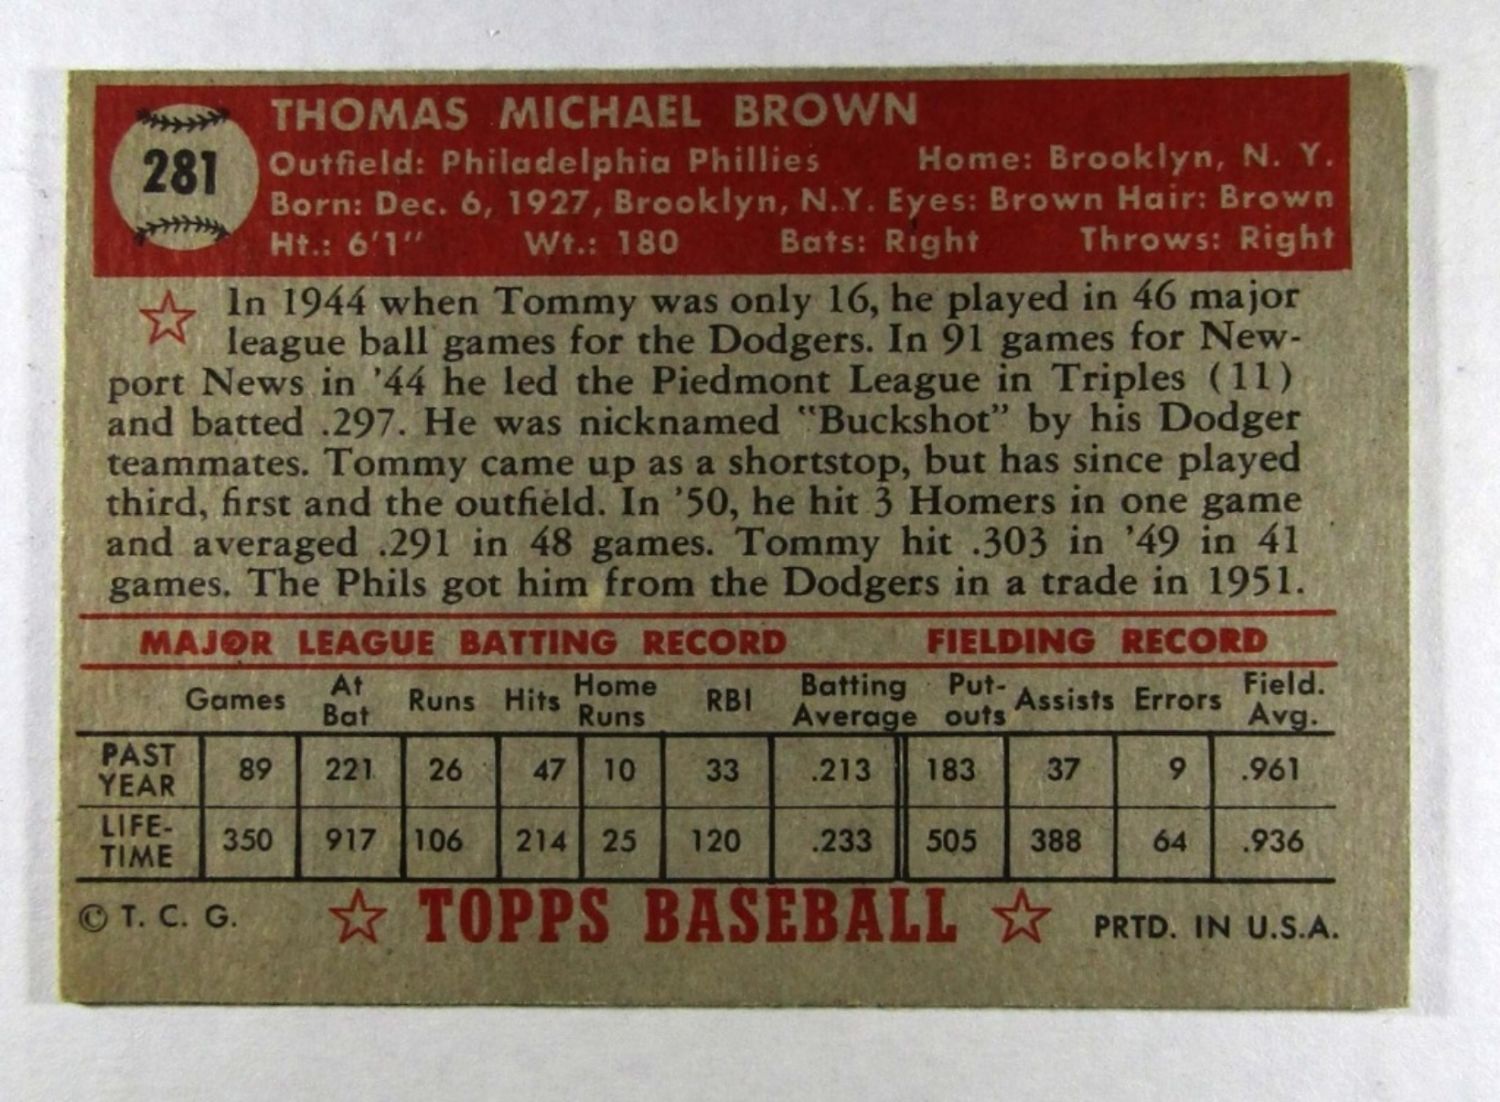 281
THOMAS MICHAEL BROWN
Outfield: Philadelphia Phillies Home: Brooklyn, N. Y.
Born: Dec. 6, 1927, Brooklyn, N.Y. Eyes: Brown Hair: Brown
Ht.: 6'1" Wt.: 180 Bats: Right Throws: Right
In 1944 when Tommy was only 16, he played in 46 major
league ball games for the Dodgers. In 91 games for New-
port News in '44 he led the Piedmont League in Triples (11)
and batted .297. He was nicknamed "Buckshot" by his Dodger
teammates. Tommy came up as a shortstop, but has since played
third, first and the outfield. In '50, he hit 3 Homers in one game
and averaged .291 in 48 games. Tommy hit .303 in '49 in 41
games. The Phils got him from the Dodgers in a trade in 1951.
MAJOR LEAGUE BATTING RECORD FIELDING RECORD
Games At Bat Runs Hits Home Runs RBI Batting Average Put-outs Assists Errors Field. Avg.
PAST YEAR 89 221 26 47 10 33 .213 183 37 9 .961
LIFE-TIME 350 917 106 214 25 120 .233 505 388 64 .936
© T. C. G. TOPPS BASEBALL PRTD. IN U.S.A.